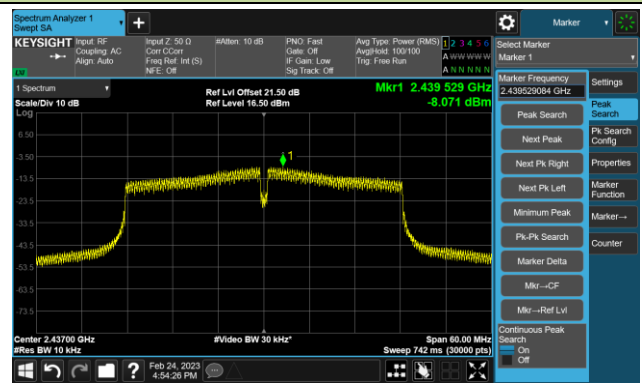 Spectrum Analyzer 1
Swept SA
+
Marker
KEYSIGHT
Input: RF
Coupling: AC
Align: Auto
Input Z: 50 Ω
Corr CCorr
Freq Ref: Int (S)
NFE: Off
#Atten: 10 dB
PNO: Fast
Gate: Off
IF Gain: Low
Sig Track: Off
Avg Type: Power (RMS)
Avg|Hold: 100/100
Trig: Free Run
1 2 3 4 5 6
A W W W W W
A N N N N N
LW
Select Marker
Marker 1
1 Spectrum
Scale/Div 10 dB
Log
Ref Lvl Offset 21.50 dB
Ref Level 16.50 dBm
Mkr1 2.439 529 GHz
-8.071 dBm
6.50
-3.50
-13.5
-23.5
-33.5
-43.5
-53.5
-63.5
-73.5
1
Center 2.43700 GHz
#Res BW 10 kHz
#Video BW 30 kHz*
Span 60.00 MHz
Sweep 742 ms (30000 pts)
Marker Frequency
2.439529084 GHz
Peak Search
Next Peak
Next Pk Right
Next Pk Left
Minimum Peak
Pk-Pk Search
Marker Delta
Mkr→CF
Mkr→Ref Lvl
Continuous Peak
Search
On
Off
Settings
Peak
Search
Pk Search
Config
Properties
Marker
Function
Marker→
Counter
?
Feb 24, 2023
4:54:26 PM